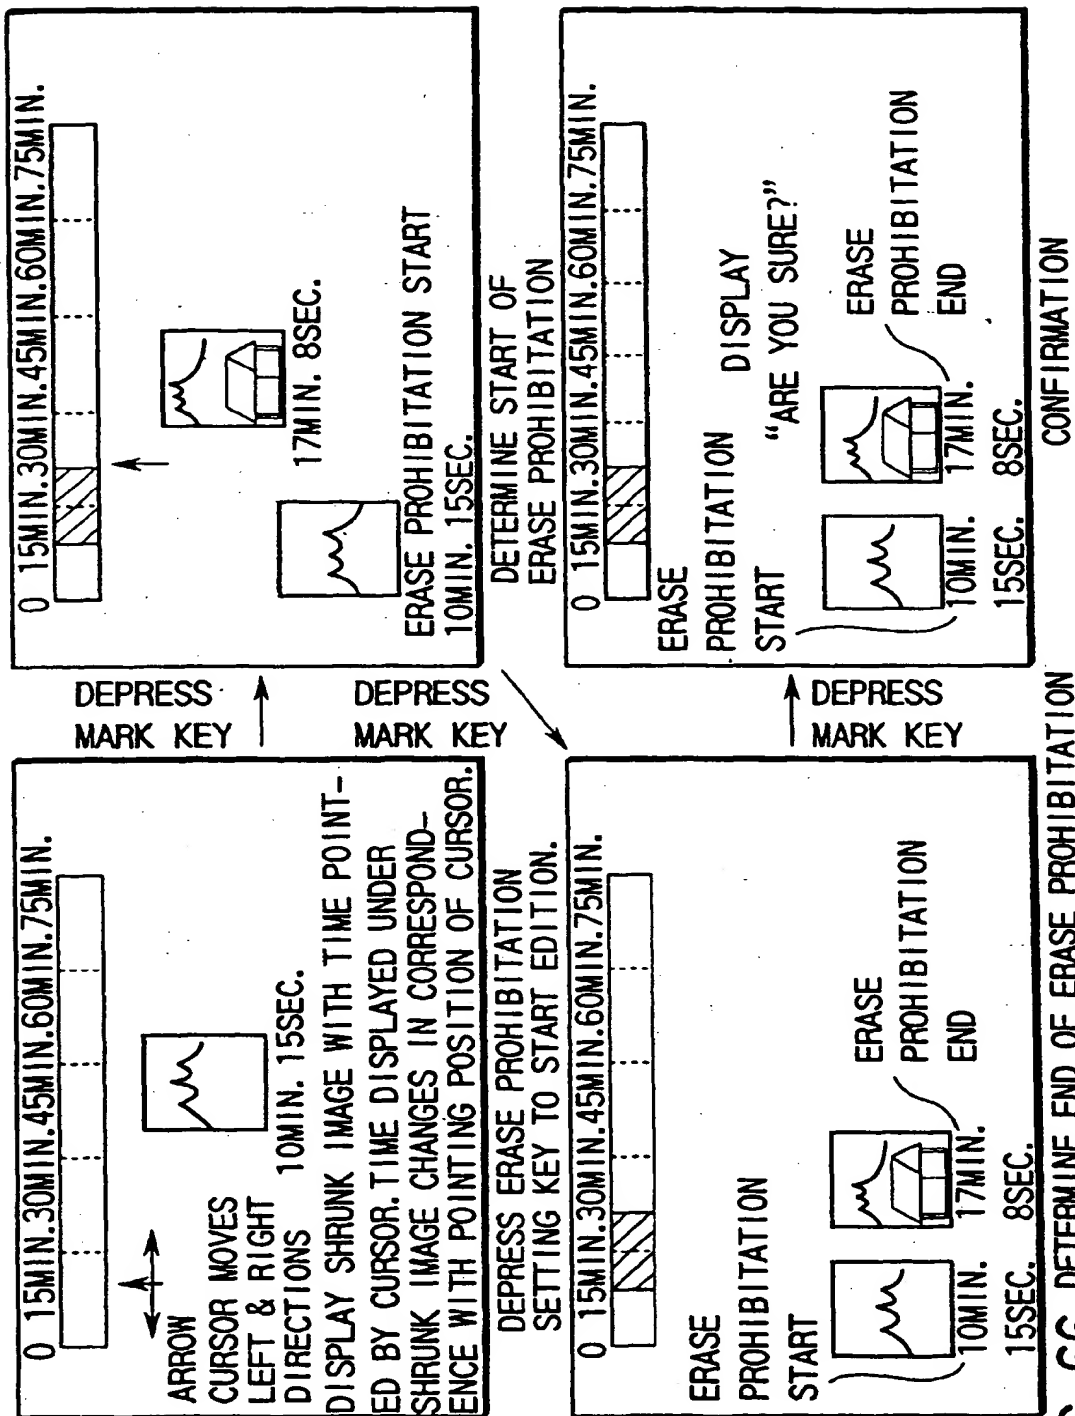 0 15MIN.30MIN.45MIN.60MIN.75MIN.
ARROW
CURSOR MOVES
LEFT & RIGHT
DIRECTIONS
10MIN. 15SEC.
DISPLAY SHRUNK IMAGE WITH TIME POINT-
ED BY CURSOR.TIME DISPLAYED UNDER
SHRUNK IMAGE CHANGES IN CORRESPOND-
ENCE WITH POINTING POSITION OF CURSOR.
DEPRESS ERASE PROHIBITATION
SETTING KEY TO START EDITION.
DEPRESS
MARK KEY
0 15MIN.30MIN.45MIN.60MIN.75MIN.
17MIN. 8SEC.
ERASE PROHIBITATION START
10MIN. 15SEC.
DETERMINE START OF
ERASE PROHIBITATION
DEPRESS
MARK KEY
0 15MIN.30MIN.45MIN.60MIN.75MIN.
ERASE
PROHIBITATION
START
10MIN.
15SEC.
17MIN.
8SEC.
ERASE
PROHIBITATION
END
DETERMINE END OF ERASE PROHIBITATION
DEPRESS
MARK KEY
0 15MIN.30MIN.45MIN.60MIN.75MIN.
ERASE
PROHIBITATION
START
DISPLAY
“ARE YOU SURE?”
10MIN.
15SEC.
17MIN.
8SEC.
ERASE
PROHIBITATION
END
CONFIRMATION